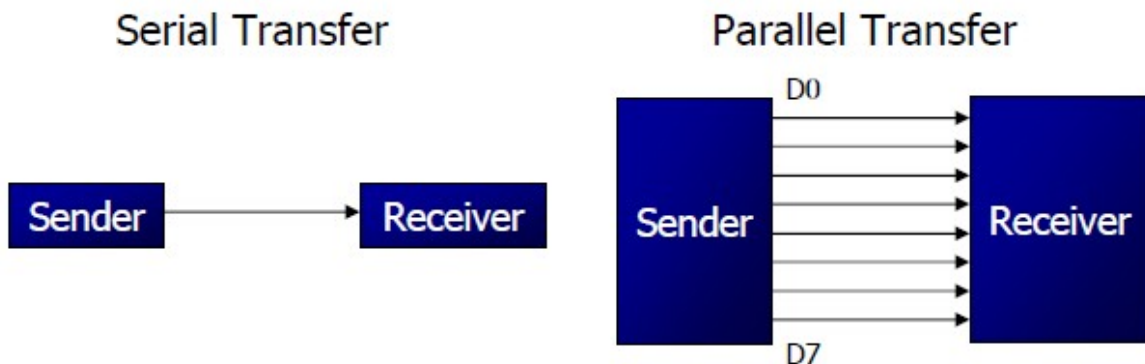 Serial Transfer
Sender
Receiver
Parallel Transfer
D0
Sender
Receiver
D7